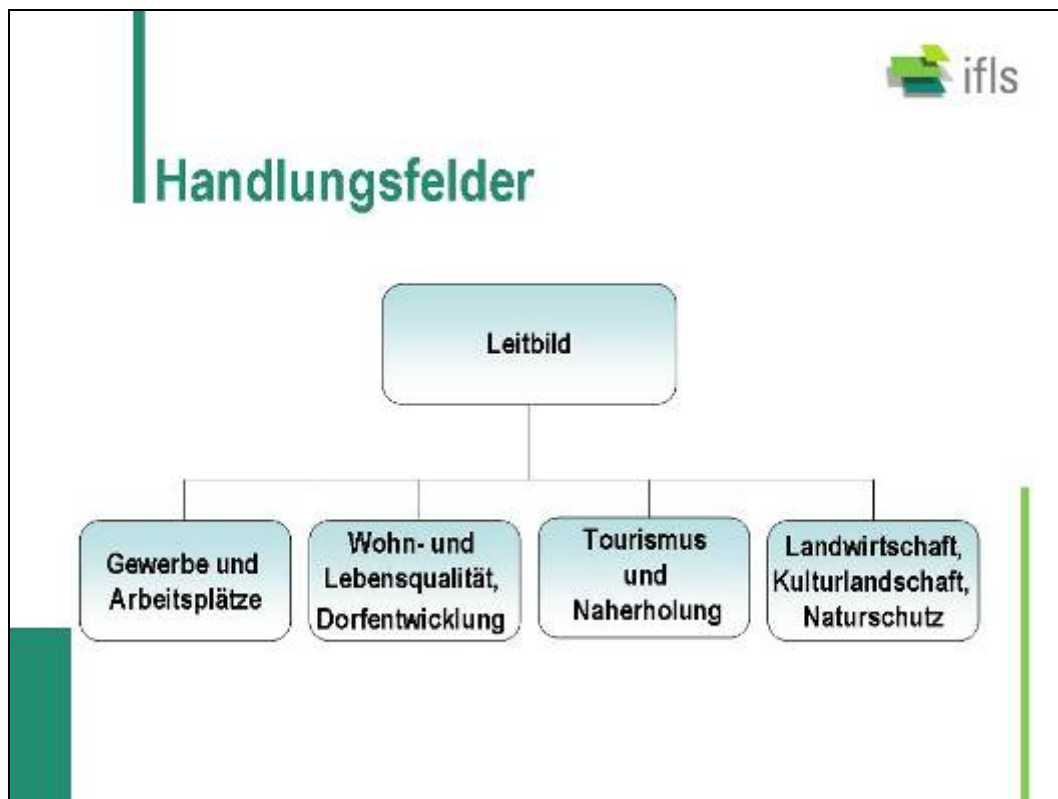 ifls
Handlungsfelder
Leitbild
Gewerbe und
Arbeitsplätze
Wohn- und
Lebensqualität,
Dorfentwicklung
Tourismus
und
Naherholung
Landwirtschaft,
Kulturlandschaft,
Naturschutz